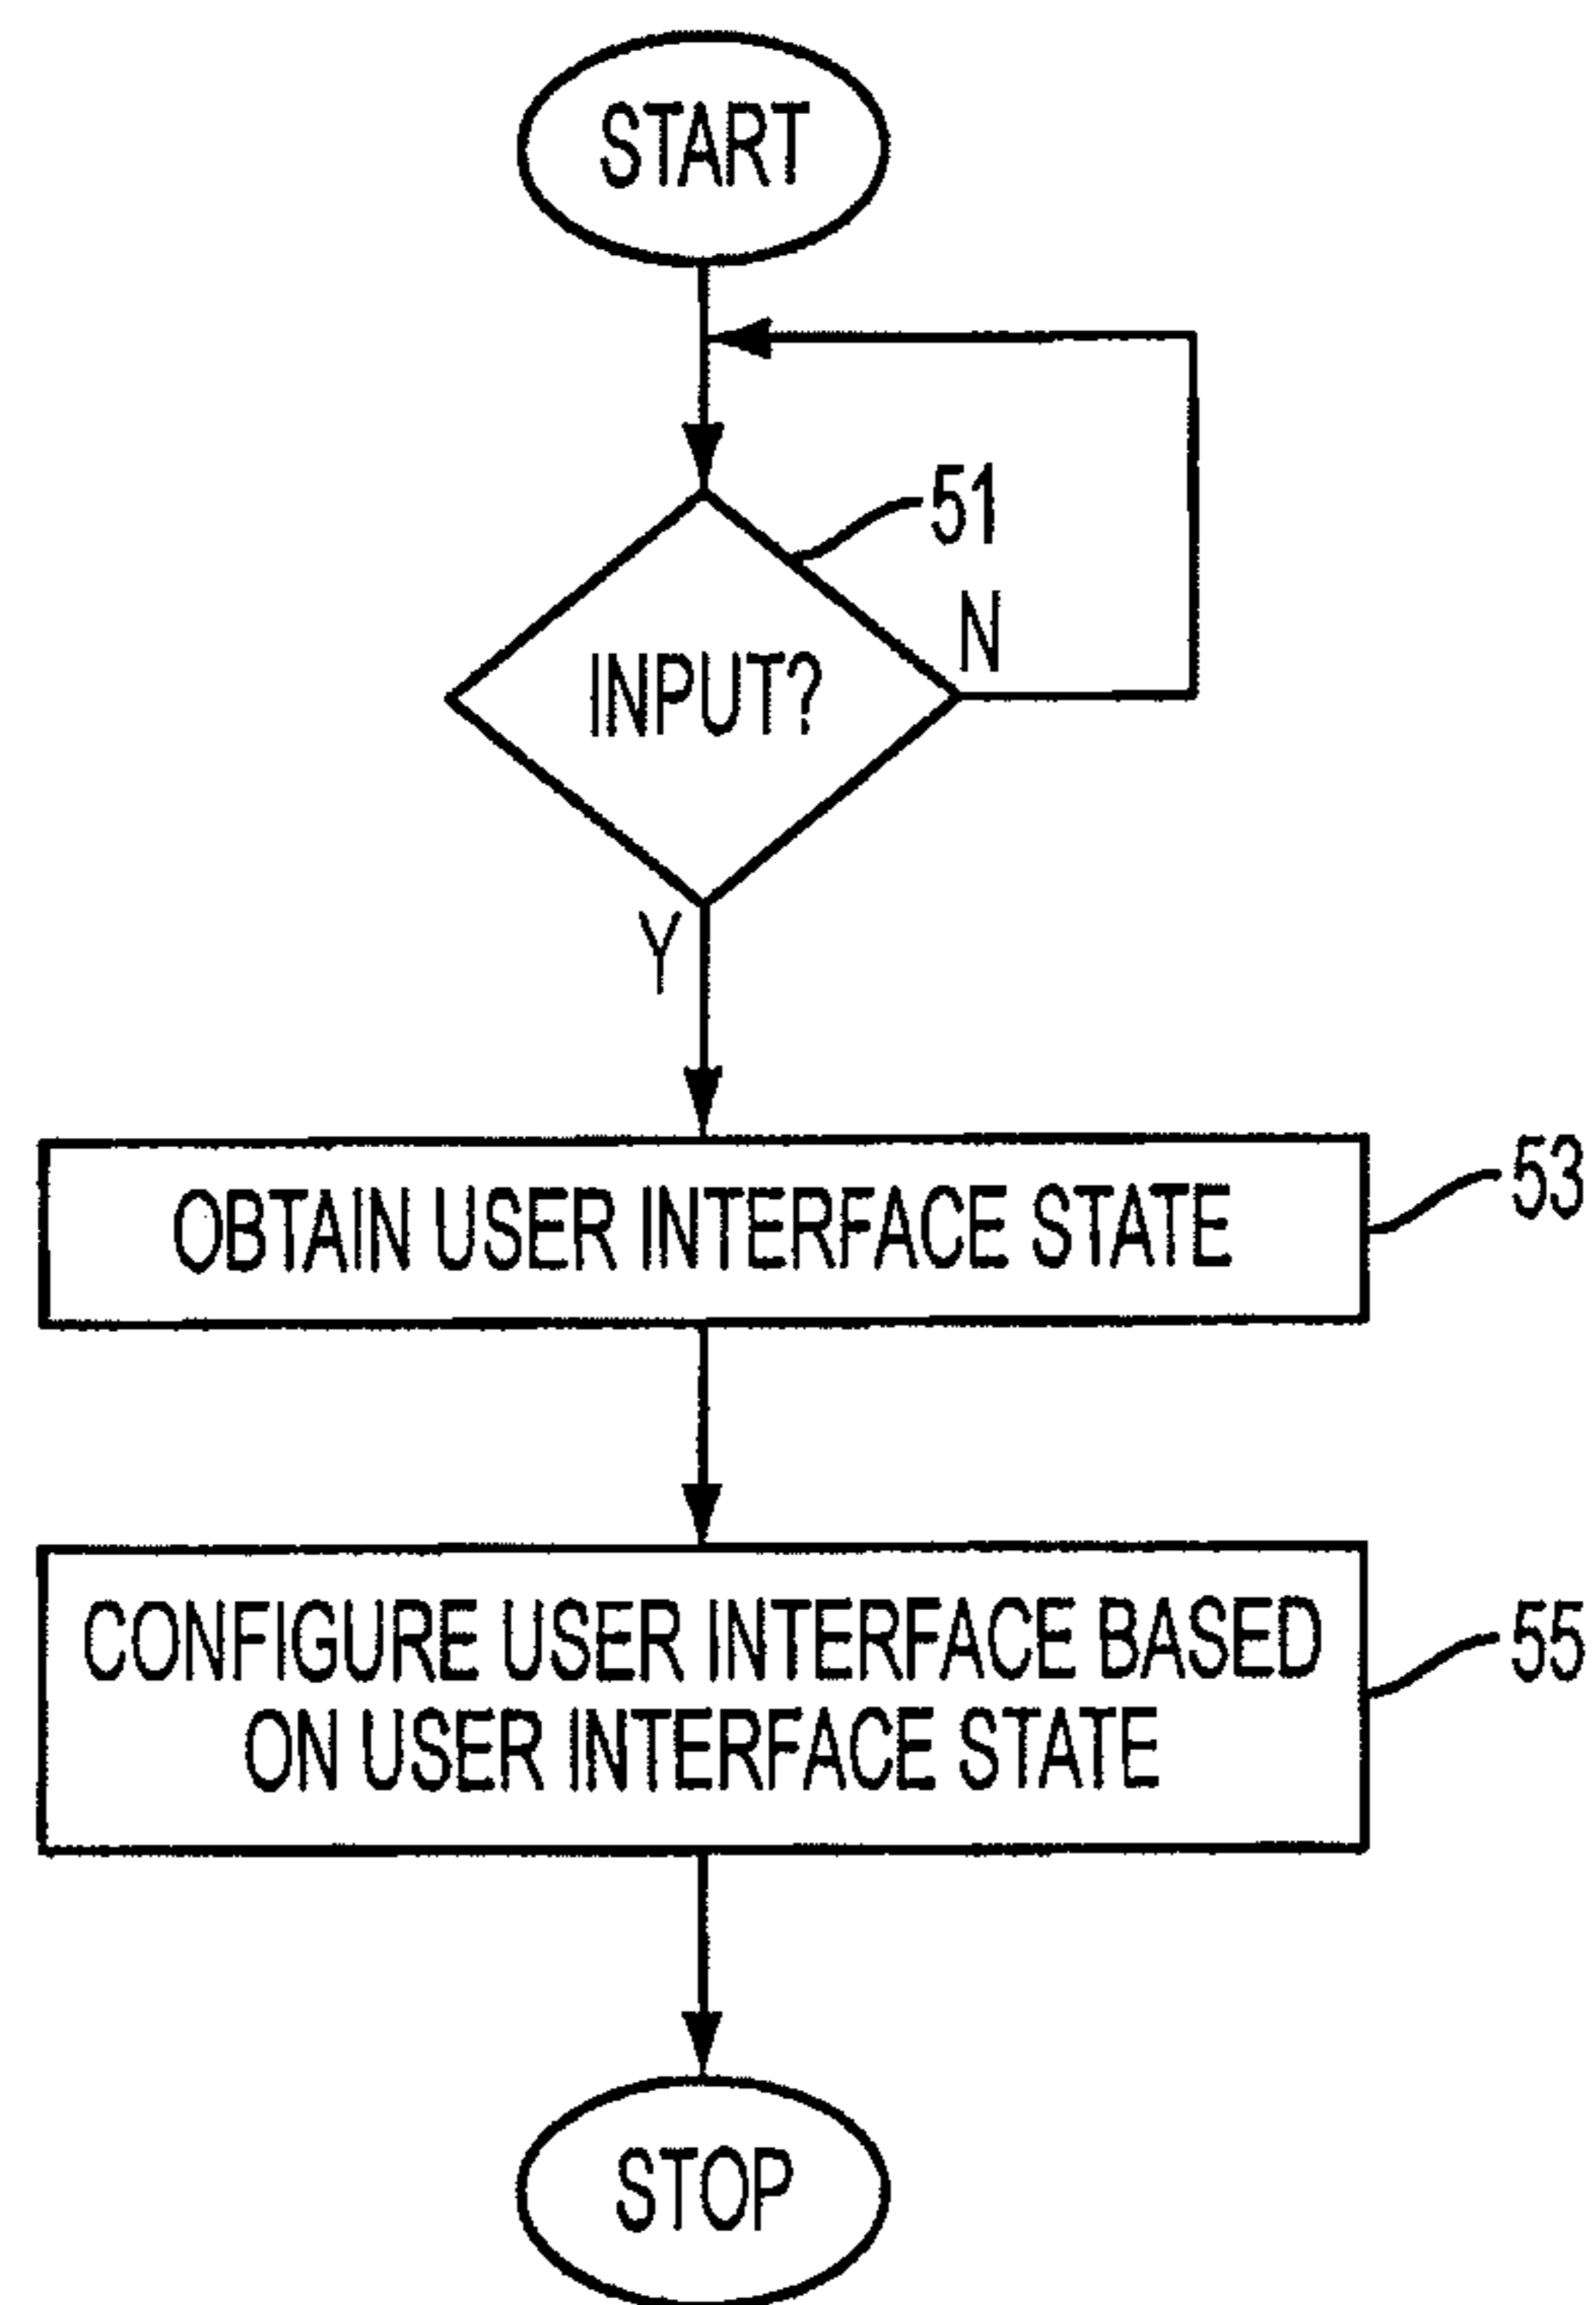 START
51
N
INPUT?
Y
OBTAIN USER INTERFACE STATE
53
CONFIGURE USER INTERFACE BASED
ON USER INTERFACE STATE
55
STOP